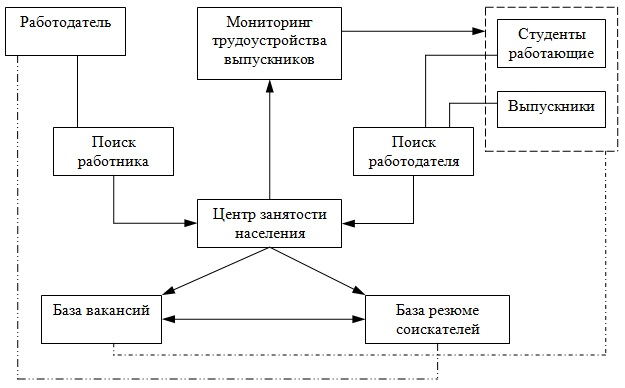 Работодатель
Мониторинг
трудоустройства
выпускников
Студенты
работающие
Выпускники
Поиск
работника
Поиск
работодателя
Центр занятости
населения
База вакансий
База резюме
соискателей